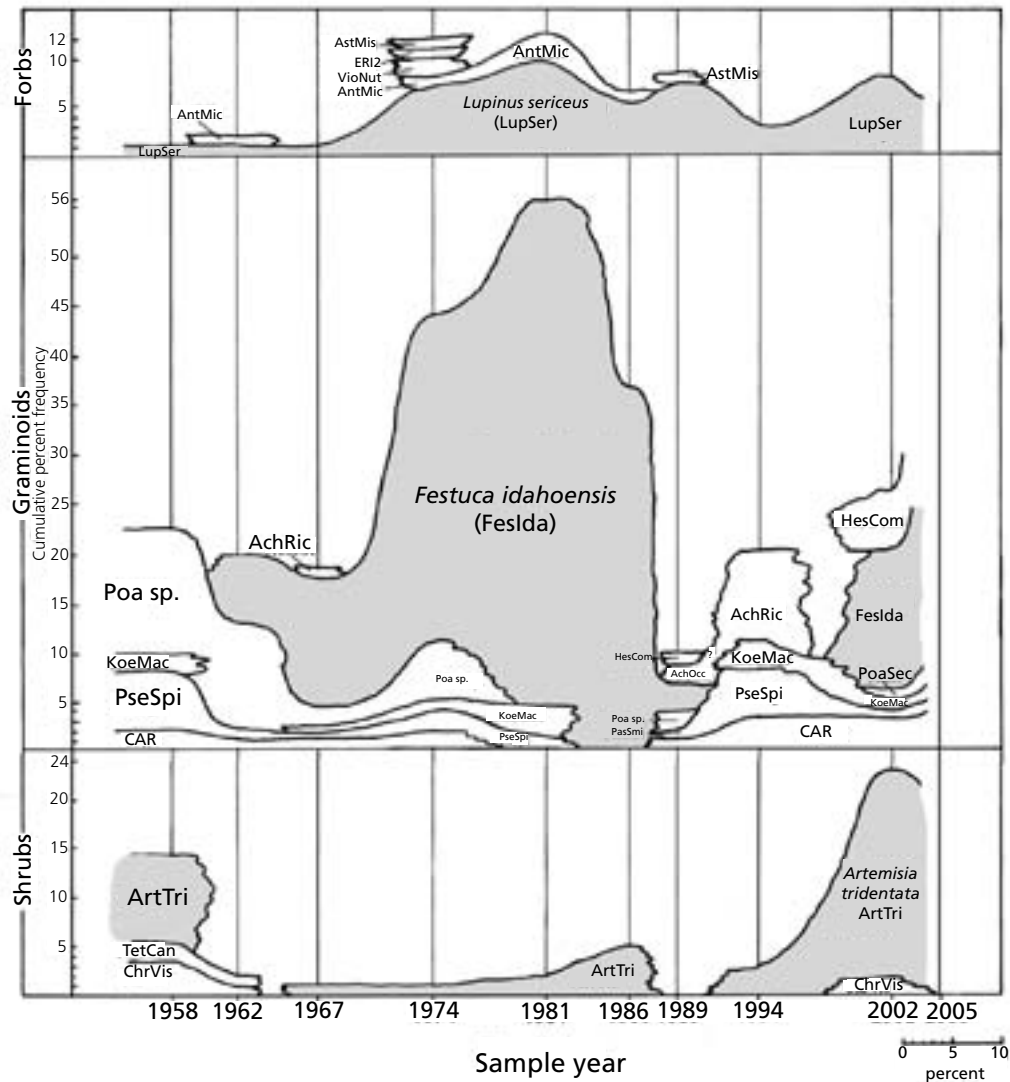 Forbs
12
10
5
AstMis
ERI2
VioNut
AntMic
AntMic
AstMis
AntMic
Lupinus sericeus
(LupSer)
LupSer
LupSer
Graminoids
Cumulative percent frequency
56
50
45
40
35
30
25
20
15
10
5
Festuca idahoensis
(FesIda)
AchRic
HesCom
Poa sp.
AchRic
FesIda
KoeMac
HesCom
?
KoeMac
AchOcc
PoaSec
PseSpi
Poa sp.
PseSpi
KoeMac
KoeMac
Poa sp.
PasSmi
CAR
PseSpi
CAR
Shrubs
24
20
15
10
5
ArtTri
Artemisia
tridentata
ArtTri
TetCan
ChrVis
ArtTri
ChrVis
1958 1962 1967 1974 1981 1986 1989 1994 2002 2005
Sample year
0 5 10
percent